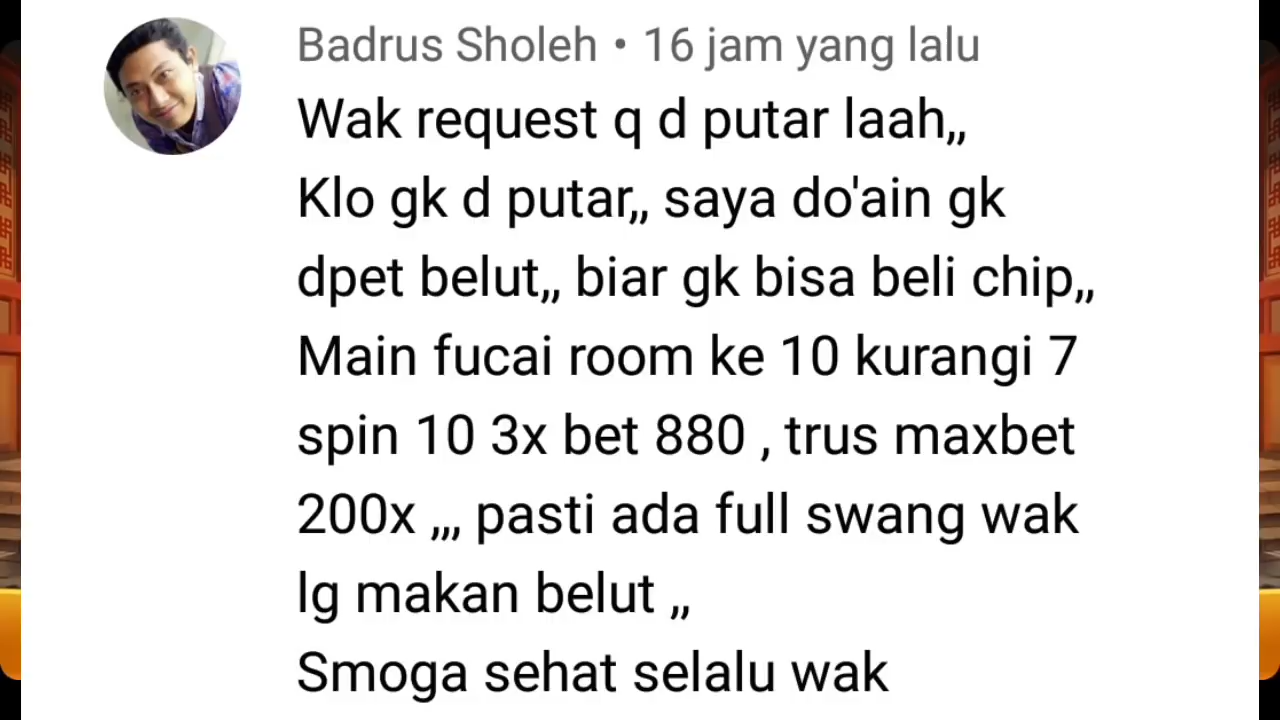 Badrus Sholeh • 16 jam yang lalu
Wak request q d putar laah,,
Klo gk d putar,, saya do'ain gk
dpet belut,, biar gk bisa beli chip,,
Main fucai room ke 10 kurangi 7
spin 10 3x bet 880 , trus maxbet
200x ,,, pasti ada full swang wak
lg makan belut ,,
Smoga sehat selalu wak